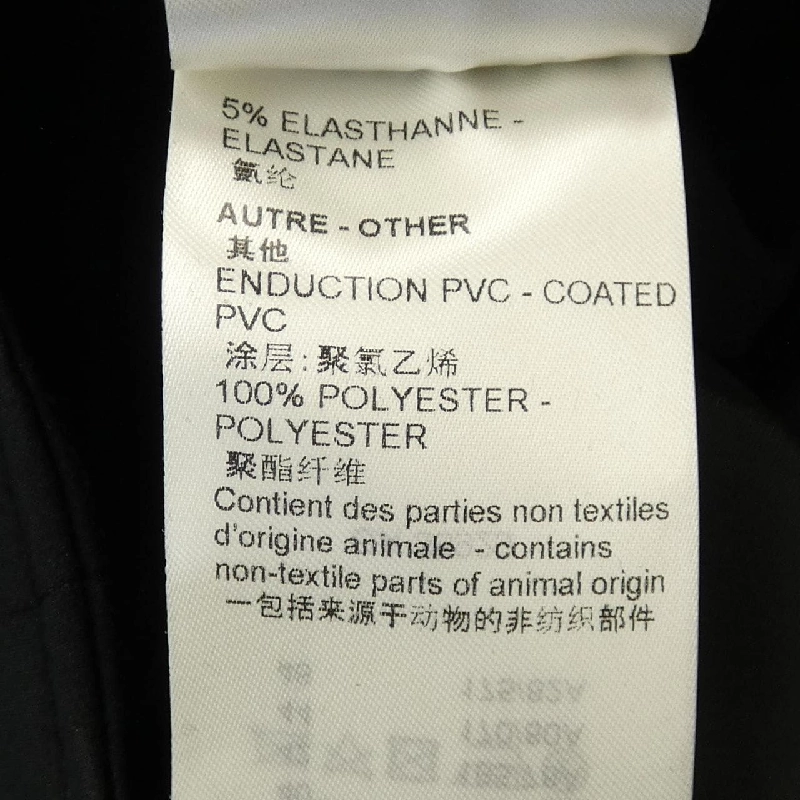 5% ELASTHANNE -
ELASTANE
氨纶
AUTRE - OTHER
其他
ENDUCTION PVC - COATED
PVC
涂层:聚氯乙烯
100% POLYESTER -
POLYESTER
聚酯纤维
Contient des parties non textiles
d'origine animale - contains
non-textile parts of animal origin
一包括来源于动物的非纺织部件